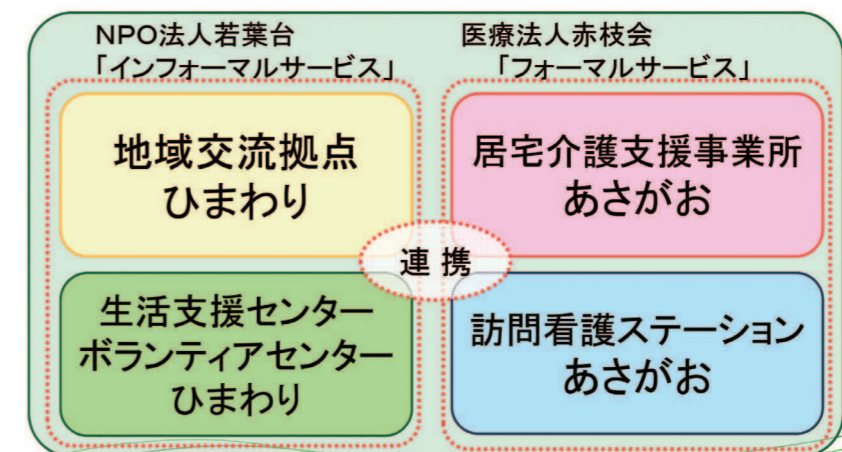 NPO法人若葉台
「インフォーマルサービス」
医療法人赤枝会
「フォーマルサービス」
地域交流拠点
ひまわり
居宅介護支援事業所
あさがお
連携
生活支援センター
ボランティアセンター
ひまわり
訪問看護ステーション
あさがお